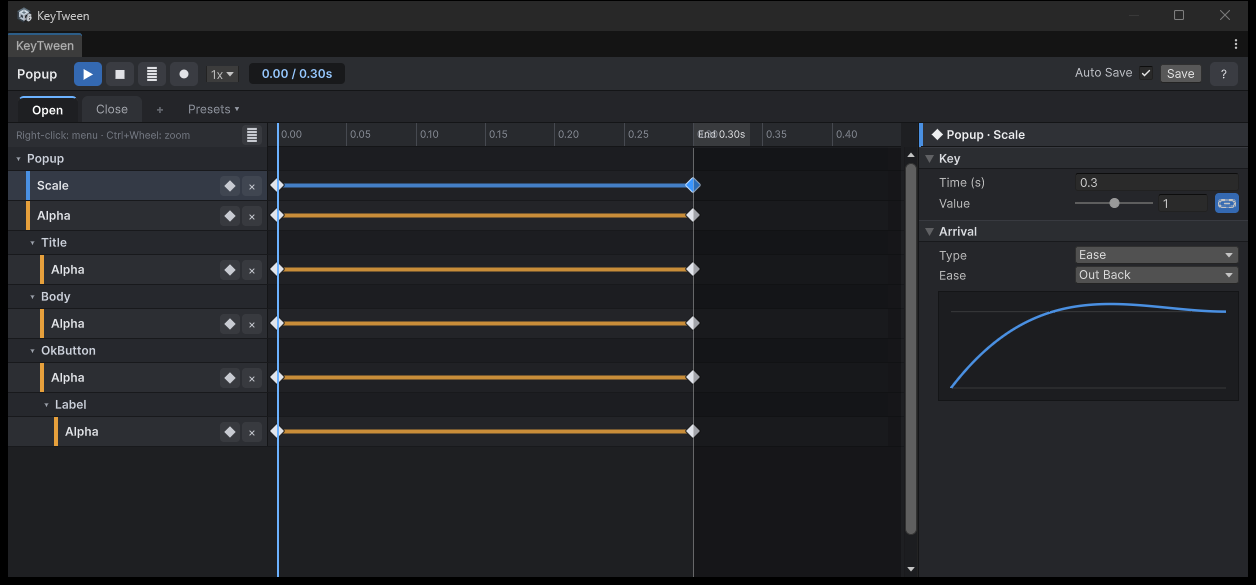 KeyTween
KeyTween
Popup 1x 0.00 / 0.30s Auto Save Save ?
Open Close + Presets
Right-click: menu · Ctrl+Wheel: zoom 0.00 0.05 0.10 0.15 0.20 0.25 End 0.30s 0.35 0.40
Popup
Scale
Alpha
Title
Alpha
Body
Alpha
OkButton
Alpha
Label
Alpha
Popup · Scale
Key
Time (s) 0.3
Value 1
Arrival
Type Ease
Ease Out Back